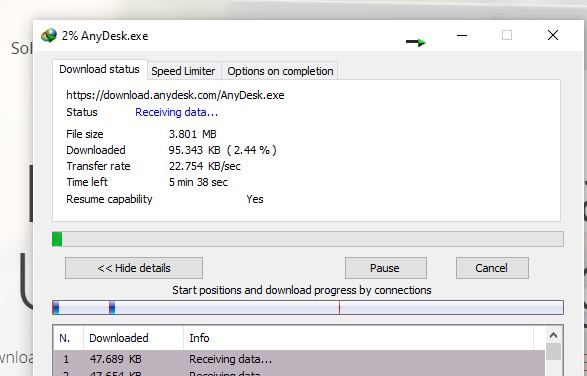 Sol
2% AnyDesk.exe
Download status Speed Limiter Options on completion
https://download.anydesk.com/AnyDesk.exe
Status Receiving data...
File size 3.801 MB
Downloaded 95.343 KB ( 2.44 % )
Transfer rate 22.754 KB/sec
Time left 5 min 38 sec
Resume capability Yes
<< Hide details Pause Cancel
Start positions and download progress by connections
N. Downloaded Info
1 47.689 KB Receiving data...
2 47.654 KB Receiving data...
wnloa